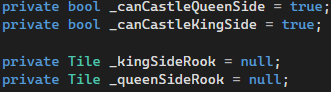 private bool _canCastleQueenSide = true;
private bool _canCastleKingSide = true;
private Tile _kingSideRook = null;
private Tile _queenSideRook = null;